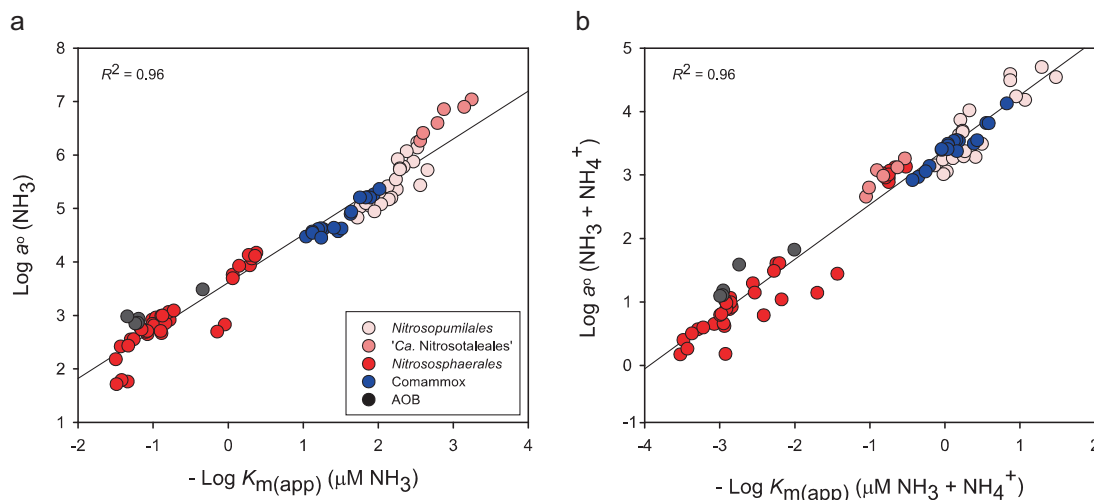 a
R² = 0.96
8
7
6
5
4
3
2
1
Log aᵒ (NH₃)
-2 -1 0 1 2 3 4
- Log Kₘ₍ₐₚₚ₎ (μM NH₃)
Nitrosopumilales
'Ca. Nitrosotaleales'
Nitrososphaerales
Comammox
AOB
b
R² = 0.96
5
4
3
2
1
0
-1
Log aᵒ (NH₃ + NH₄⁺)
-4 -3 -2 -1 0 1 2
- Log Kₘ₍ₐₚₚ₎ (μM NH₃ + NH₄⁺)